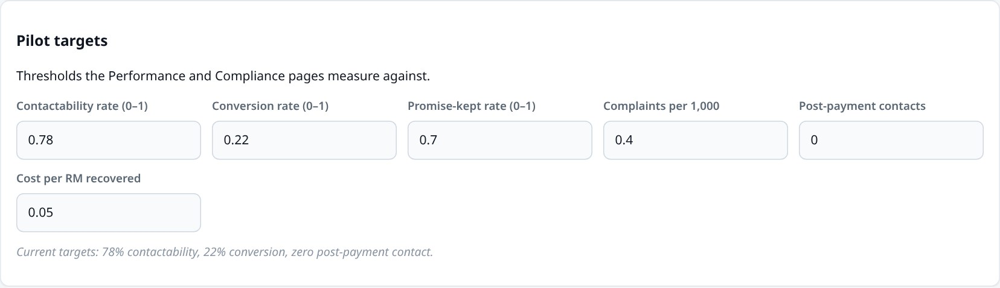 Pilot targets
Thresholds the Performance and Compliance pages measure against.
Contactability rate (0–1) Conversion rate (0–1) Promise-kept rate (0–1) Complaints per 1,000 Post-payment contacts
0.78 0.22 0.7 0.4 0
Cost per RM recovered
0.05
Current targets: 78% contactability, 22% conversion, zero post-payment contact.